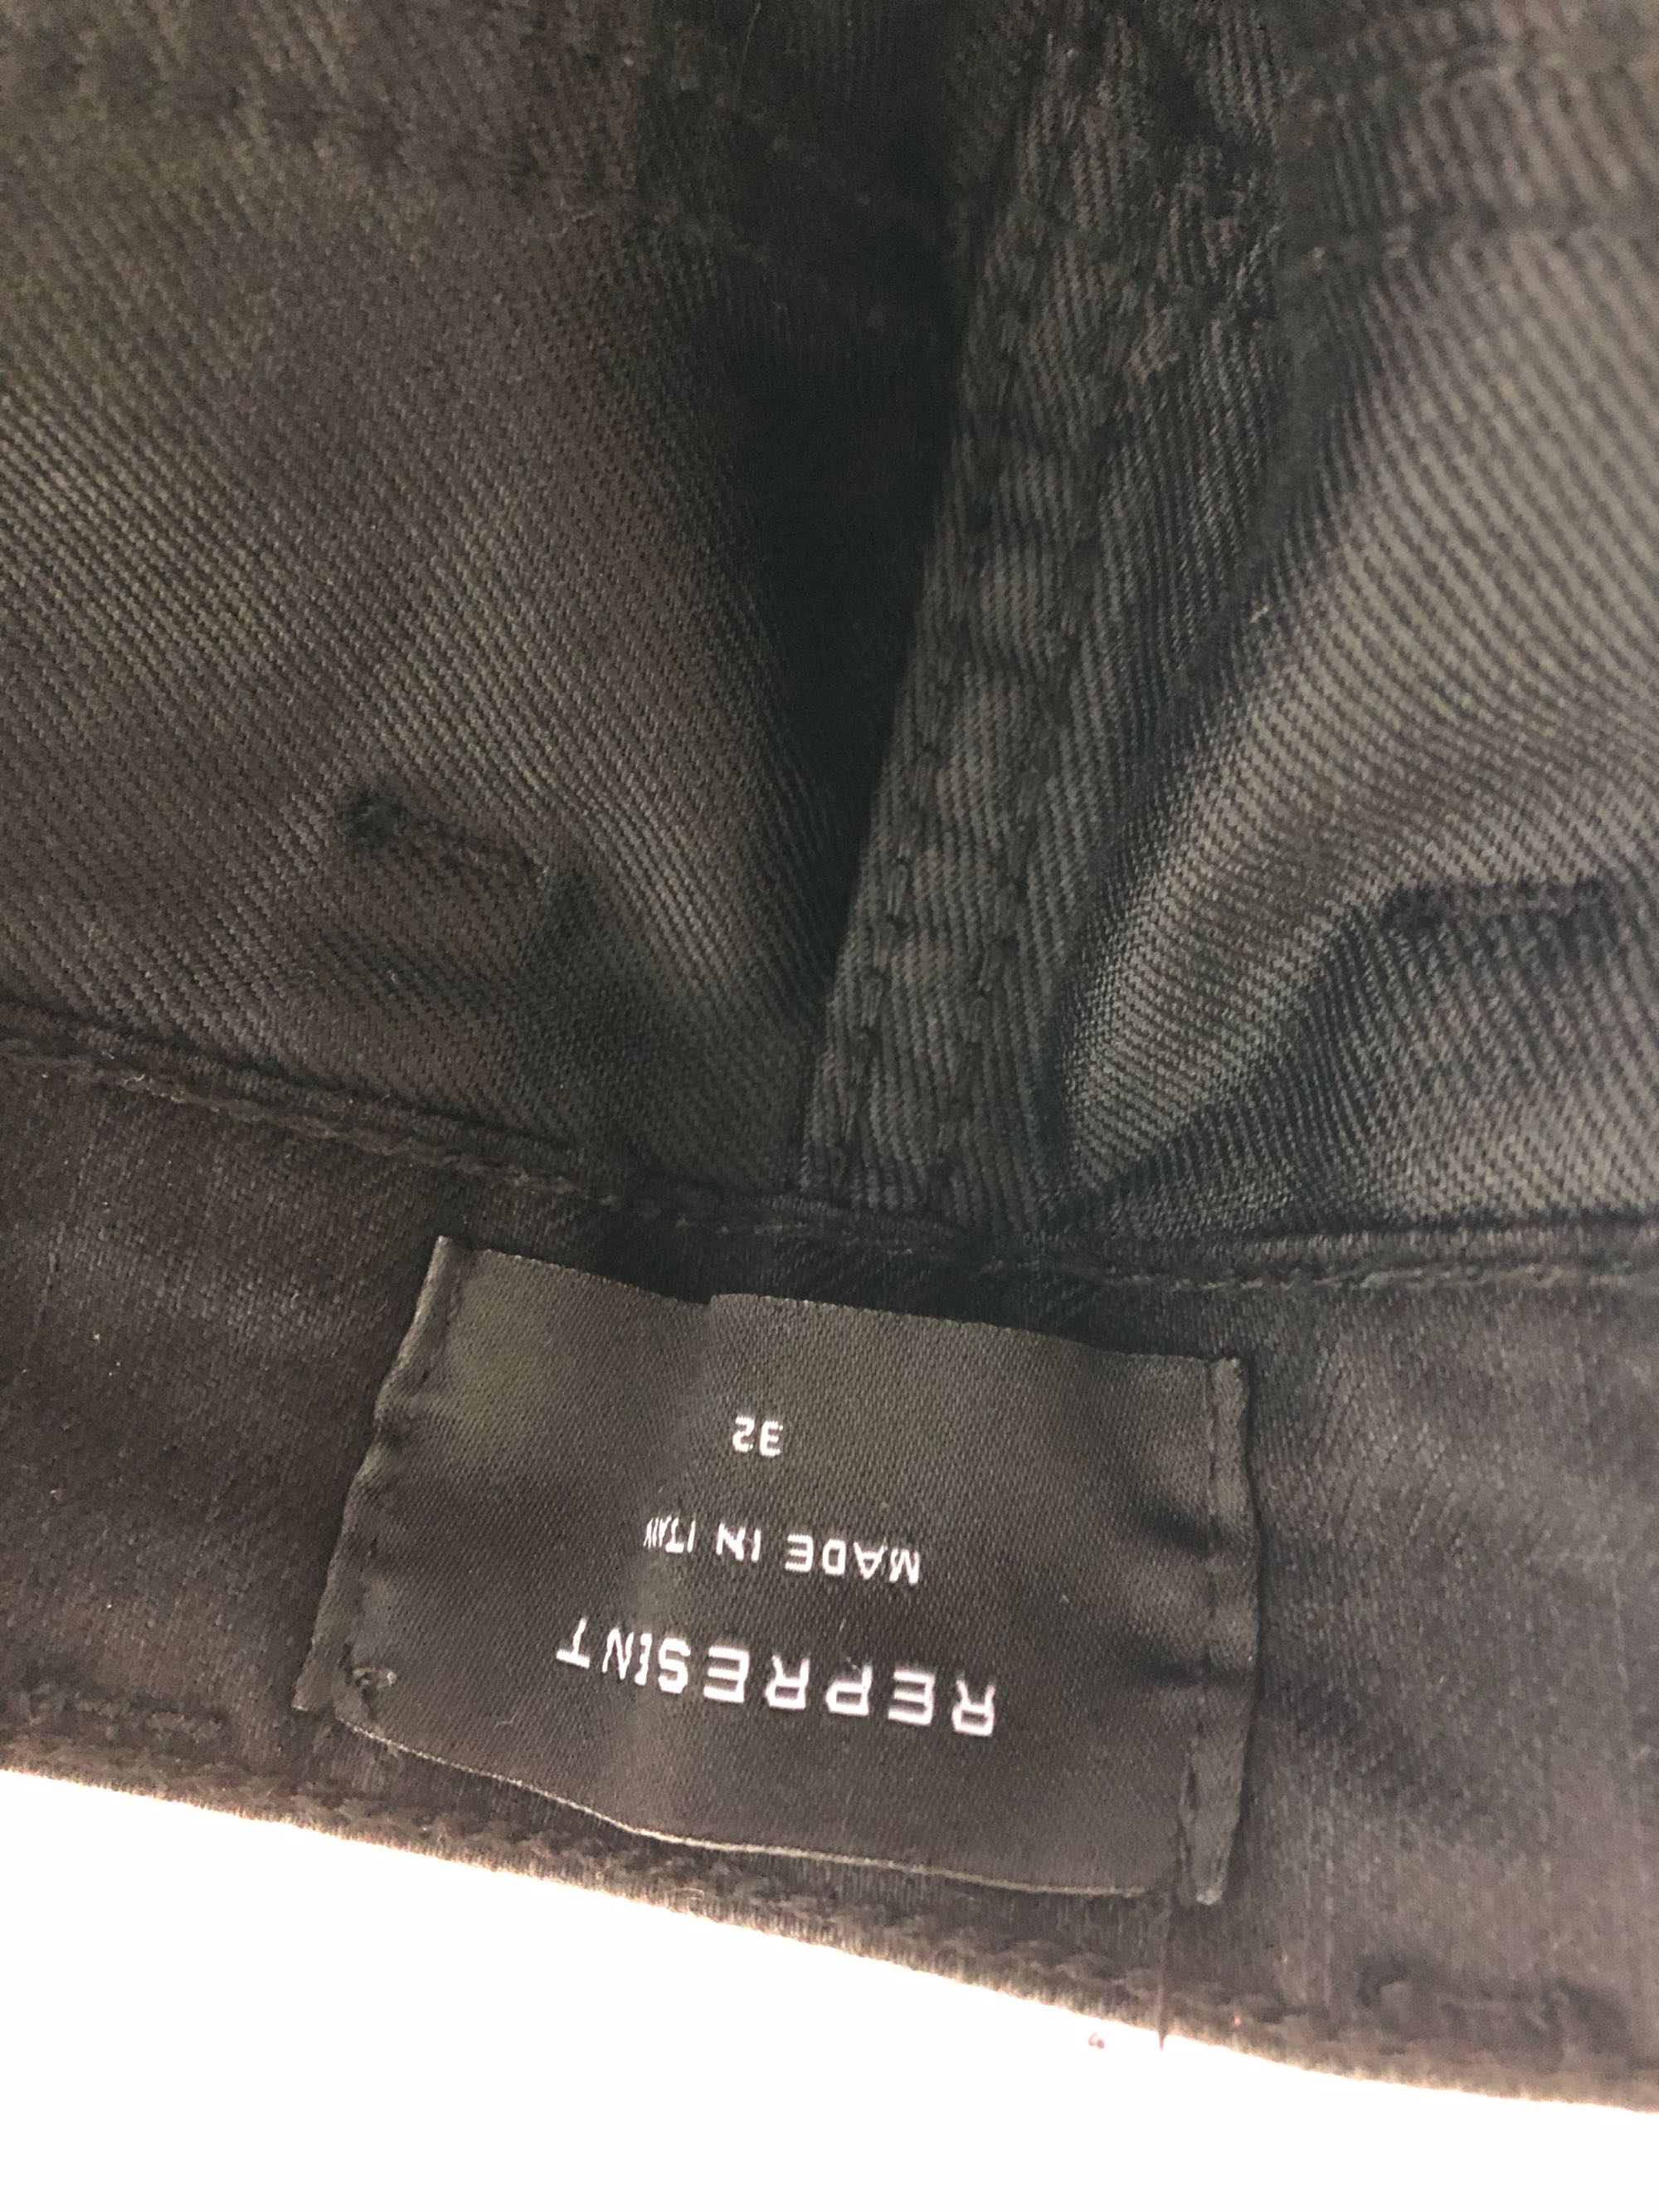 REPRESENT
MADE IN ITALY
32